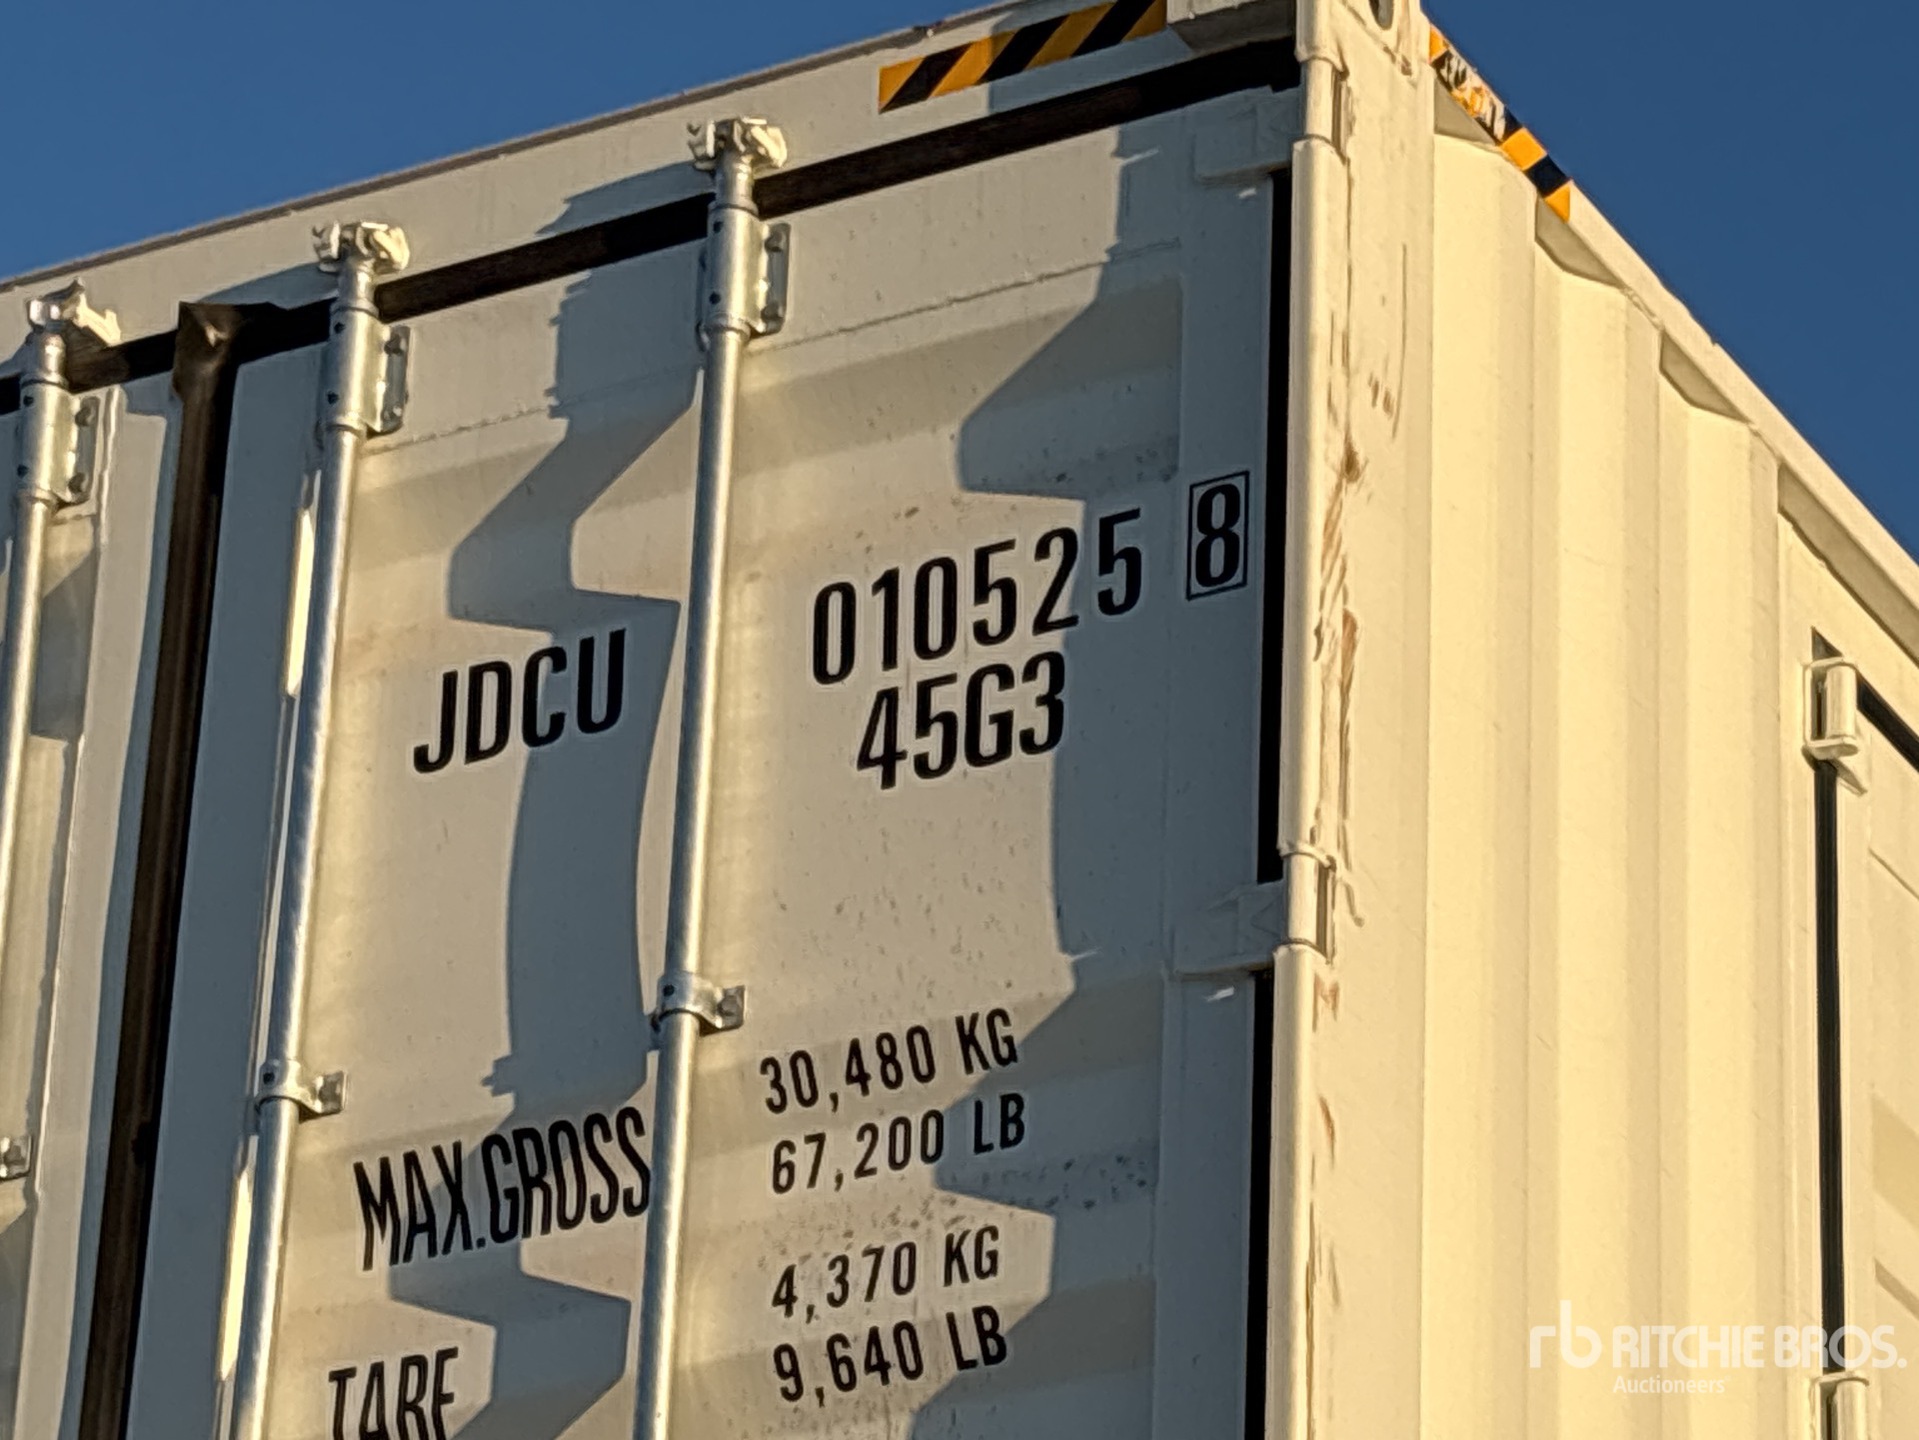 JDCU 010525 8
45G3
MAX.GROSS 30,480 KG
67,200 LB
TARE 4,370 KG
9,640 LB
rb RITCHIE BROS.
Auctioneers